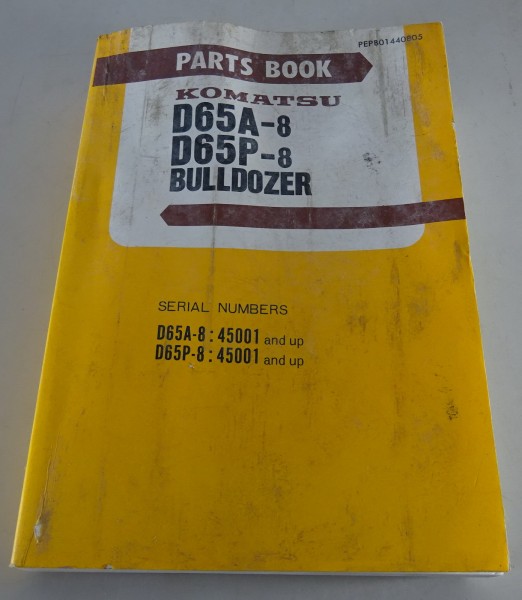 PEPB01440805
PARTS BOOK
KOMATSU
D65A-8
D65P-8
BULLDOZER
SERIAL NUMBERS
D65A-8: 45001 and up
D65P-8: 45001 and up